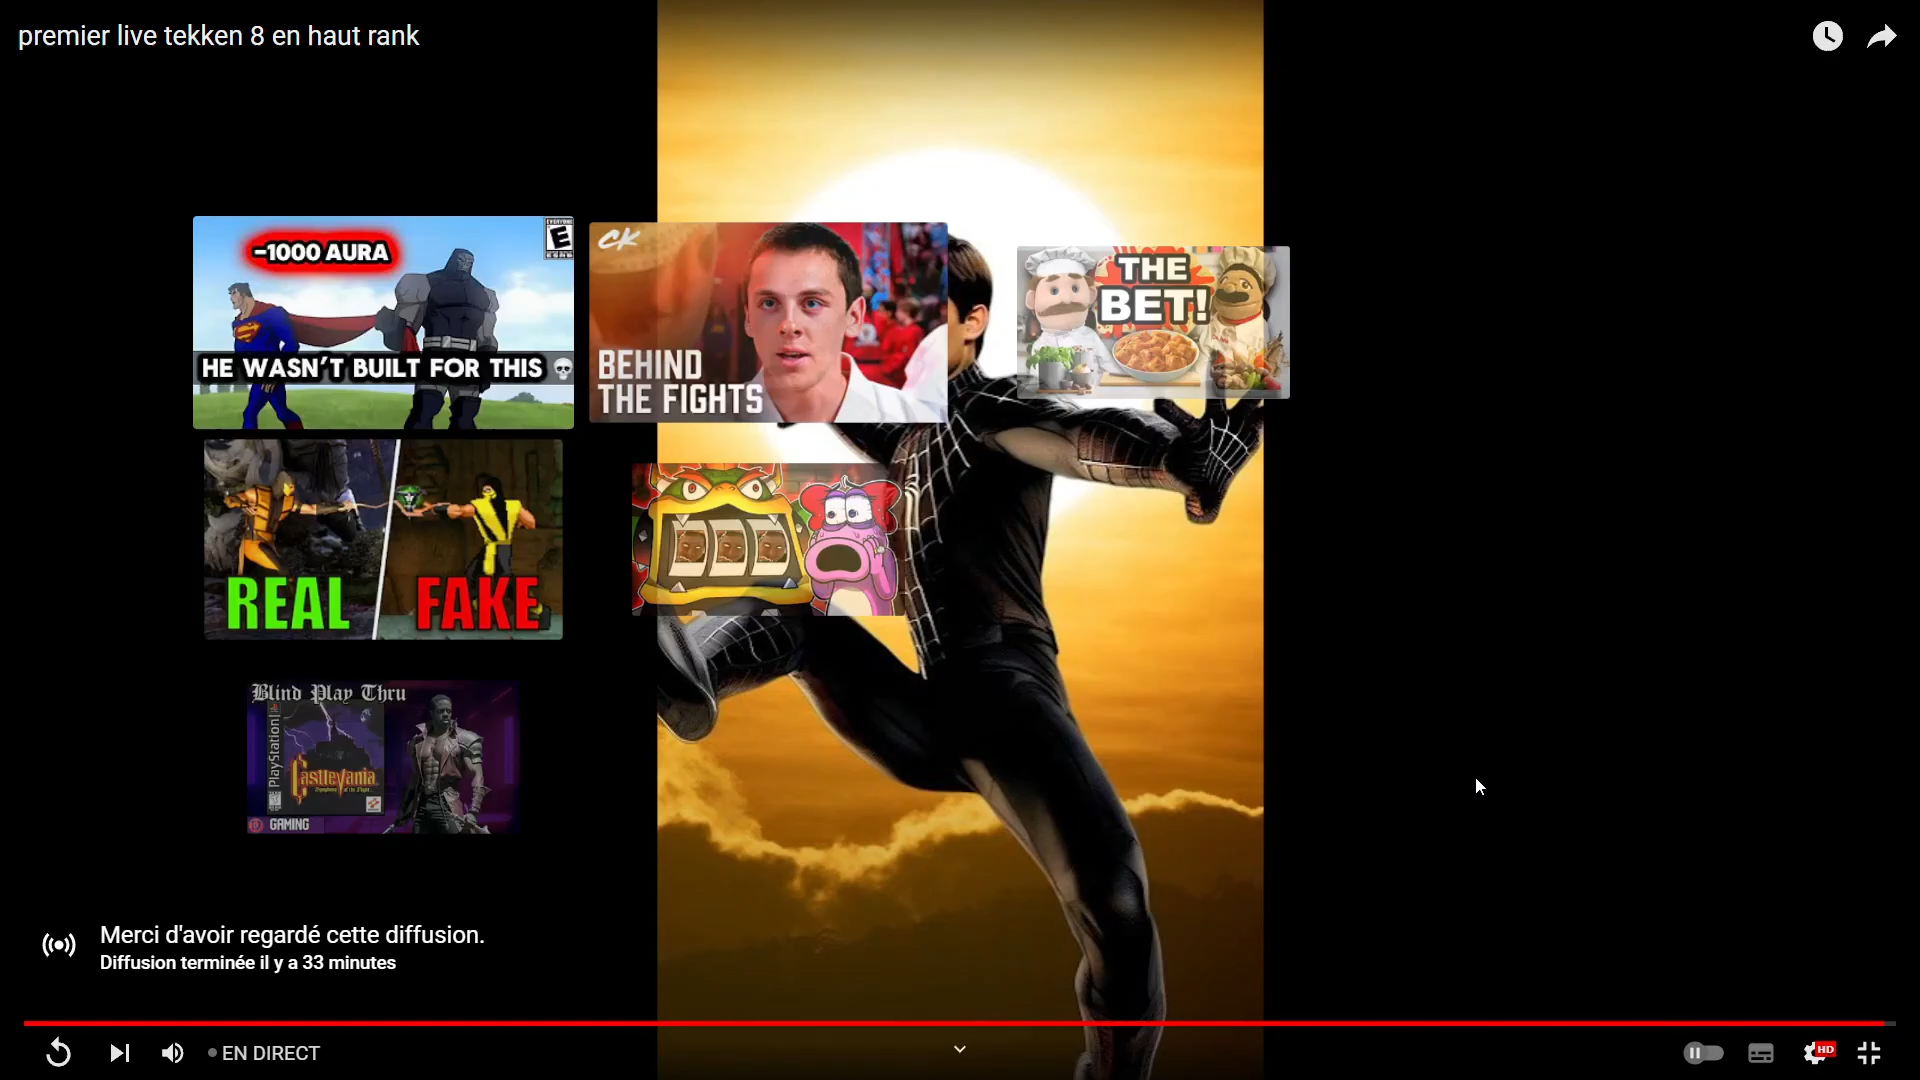 premier live tekken 8 en haut rank
-1000 AURA
EVERYONE
E
HE WASN'T BUILT FOR THIS
CK
BEHIND
THE FIGHTS
THE
BET!
REAL
FAKE
Blind Play Thru
PlayStation
Castlevania
GAMING
Merci d'avoir regardé cette diffusion.
Diffusion terminée il y a 33 minutes
EN DIRECT
HD